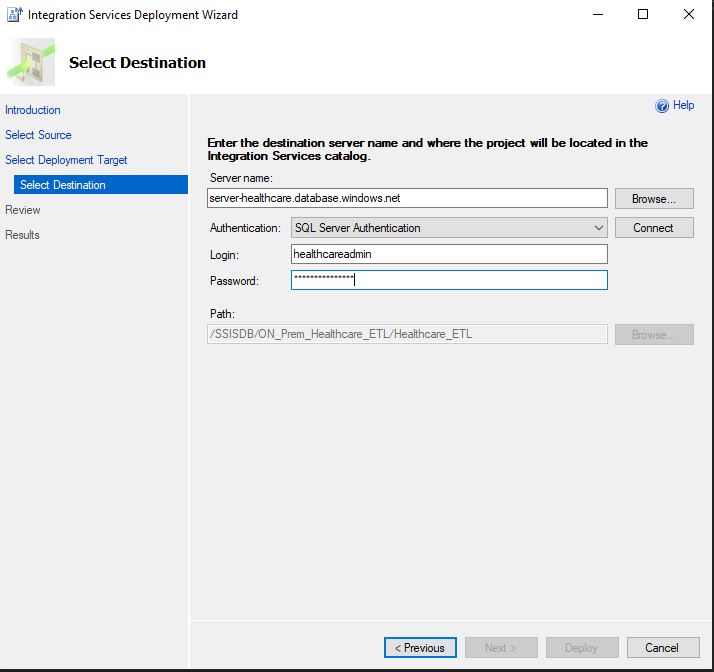 Integration Services Deployment Wizard
Select Destination
Help
Introduction
Select Source
Select Deployment Target
Select Destination
Review
Results
Enter the destination server name and where the project will be located in the
Integration Services catalog.
Server name:
server-healthcare.database.windows.net
Browse...
Authentication:
SQL Server Authentication
Connect
Login:
healthcareadmin
Password:
***************
Path:
/SSISDB/ON_Prem_Healthcare_ETL/Healthcare_ETL
Browse...
< Previous
Next >
Deploy
Cancel